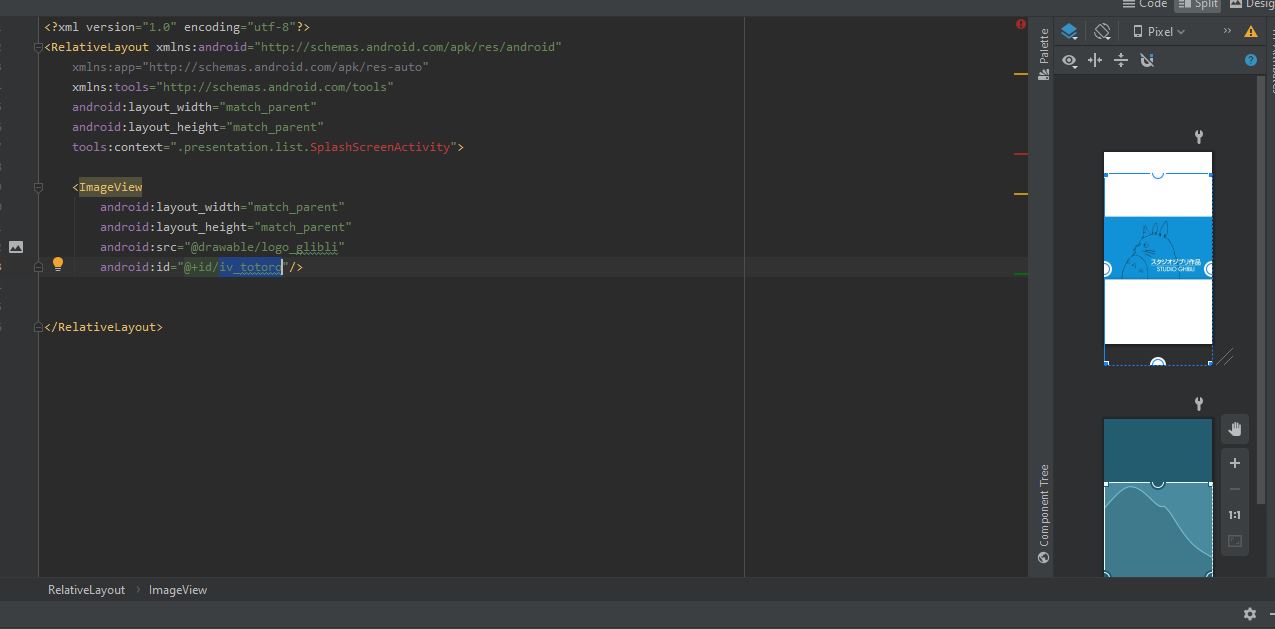 Code Split Desig
<?xml version="1.0" encoding="utf-8"?>
<RelativeLayout xmlns:android="http://schemas.android.com/apk/res/android"
xmlns:app="http://schemas.android.com/apk/res-auto"
xmlns:tools="http://schemas.android.com/tools"
android:layout_width="match_parent"
android:layout_height="match_parent"
tools:context=".presentation.list.SplashScreenActivity">
<ImageView
android:layout_width="match_parent"
android:layout_height="match_parent"
android:src="@drawable/logo_glibli"
android:id="@+id/iv_totoro"/>
</RelativeLayout>
Palette
Component Tree
Pixel
スタジオジブリ作品
STUDIO GHIBLI
1:1
RelativeLayout > ImageView